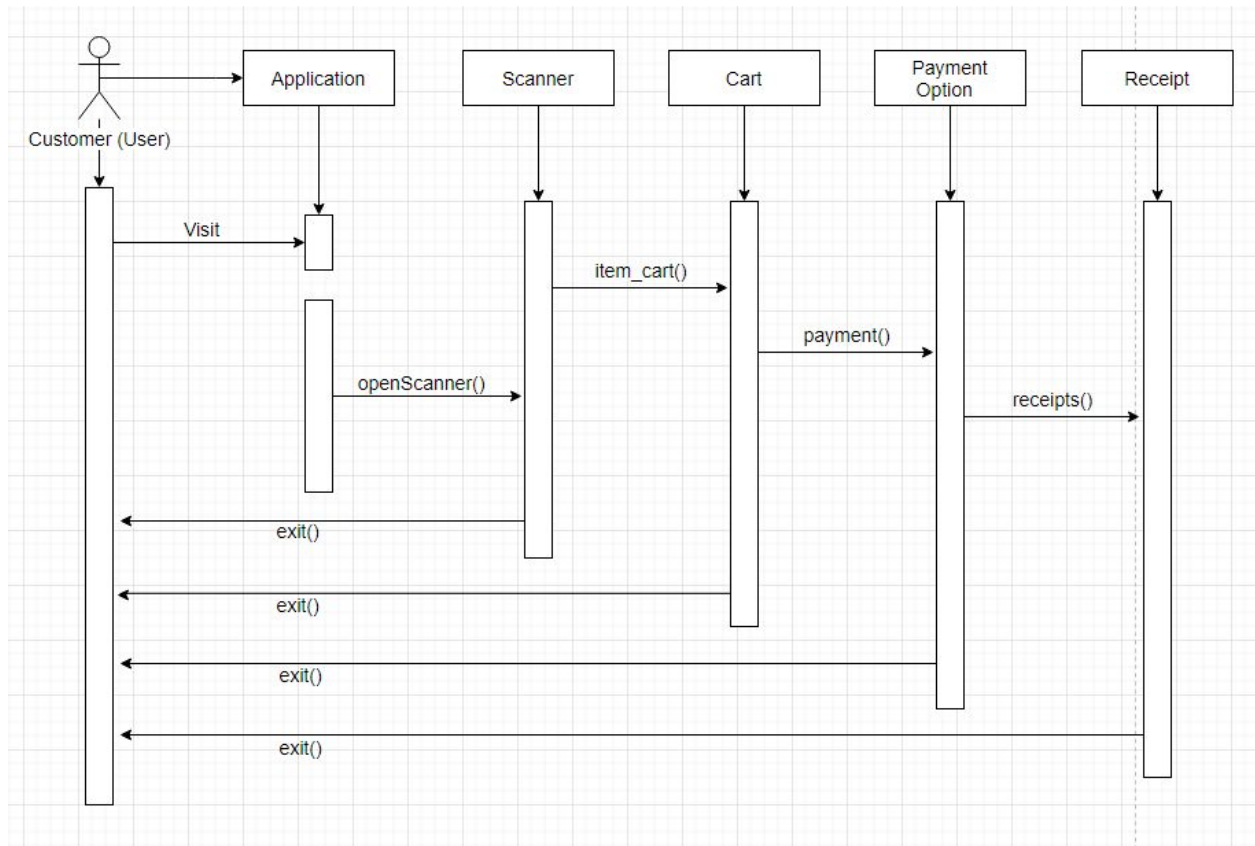 Application
Scanner
Cart
Payment
Option
Receipt
Customer (User)
Visit
item_cart()
payment()
openScanner()
receipts()
exit()
exit()
exit()
exit()